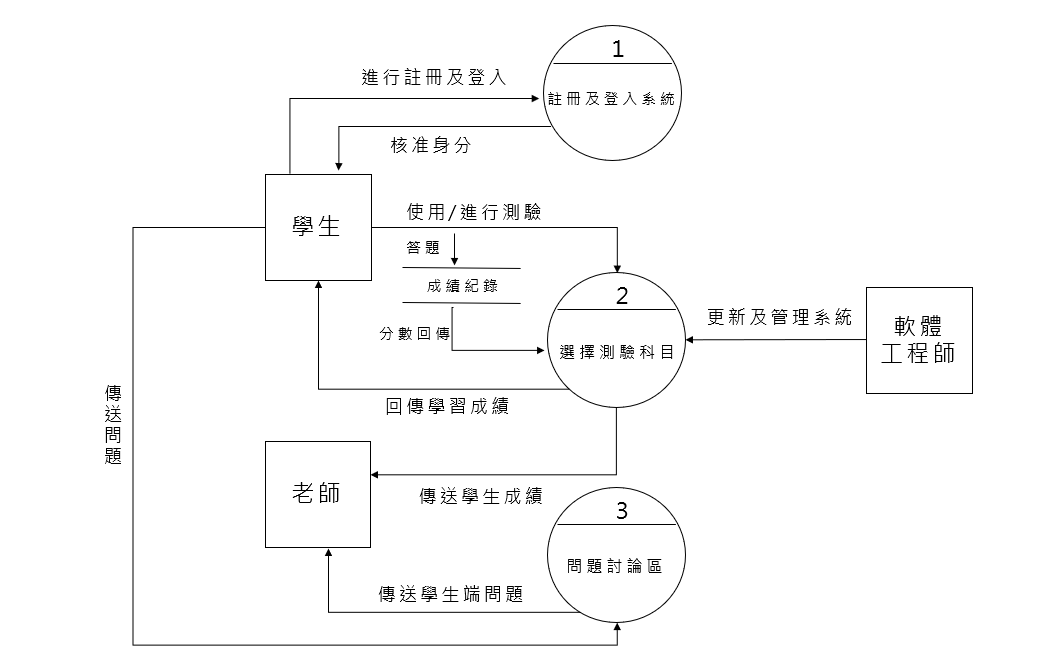 1
進行註冊及登入
註冊及登入系統
核准身分
學生
使用/進行測驗
答題
成績紀錄
2
分數回傳
選擇測驗科目
更新及管理系統
軟體
工程師
回傳學習成績
傳送問題
老師
傳送學生成績
3
問題討論區
傳送學生端問題